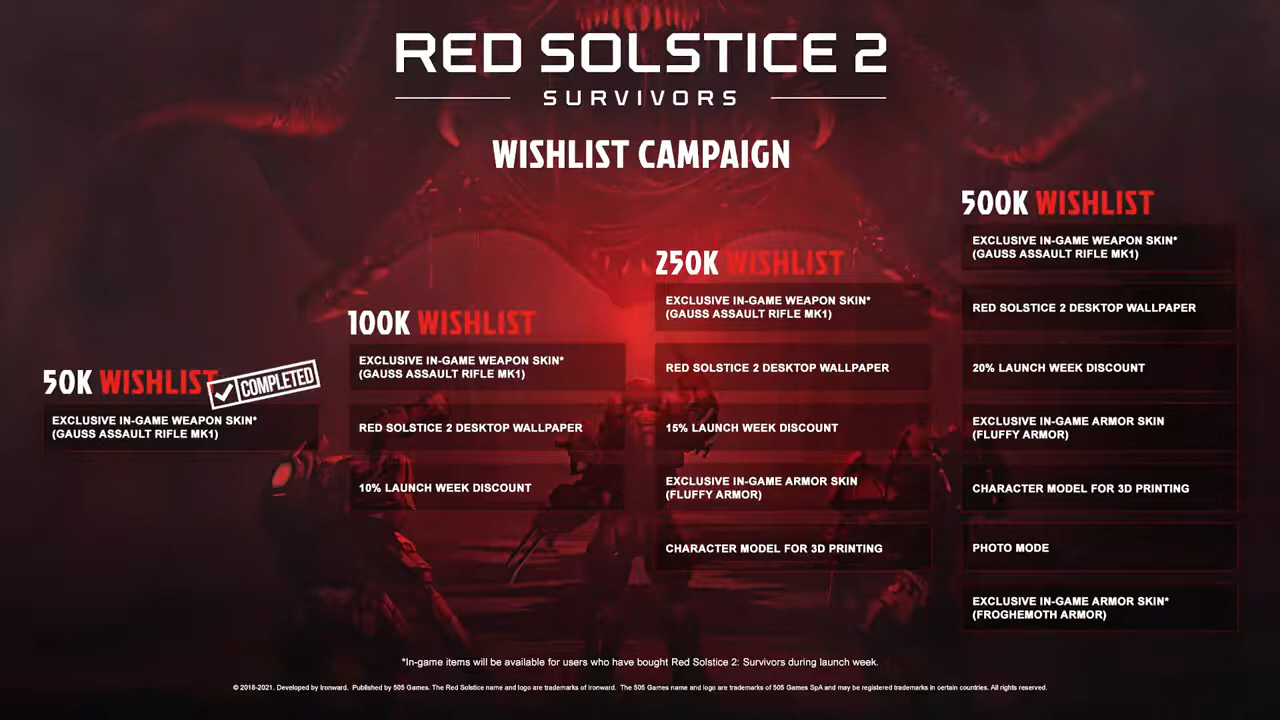 RED SOLSTICE 2
SURVIVORS
WISHLIST CAMPAIGN
50K WISHLIST
COMPLETED
EXCLUSIVE IN-GAME WEAPON SKIN*
(GAUSS ASSAULT RIFLE MK1)
100K WISHLIST
EXCLUSIVE IN-GAME WEAPON SKIN*
(GAUSS ASSAULT RIFLE MK1)
RED SOLSTICE 2 DESKTOP WALLPAPER
10% LAUNCH WEEK DISCOUNT
250K WISHLIST
EXCLUSIVE IN-GAME WEAPON SKIN*
(GAUSS ASSAULT RIFLE MK1)
RED SOLSTICE 2 DESKTOP WALLPAPER
15% LAUNCH WEEK DISCOUNT
EXCLUSIVE IN-GAME ARMOR SKIN
(FLUFFY ARMOR)
CHARACTER MODEL FOR 3D PRINTING
500K WISHLIST
EXCLUSIVE IN-GAME WEAPON SKIN*
(GAUSS ASSAULT RIFLE MK1)
RED SOLSTICE 2 DESKTOP WALLPAPER
20% LAUNCH WEEK DISCOUNT
EXCLUSIVE IN-GAME ARMOR SKIN
(FLUFFY ARMOR)
CHARACTER MODEL FOR 3D PRINTING
PHOTO MODE
EXCLUSIVE IN-GAME ARMOR SKIN*
(FROGHEMOTH ARMOR)
*In-game items will be available for users who have bought Red Solstice 2: Survivors during launch week.
© 2018-2021. Developed by Ironward. Published by 505 Games. The Red Solstice name and logo are trademarks of Ironward. The 505 Games name and logo are trademarks of 505 Games SpA and may be registered trademarks in certain countries. All rights reserved.